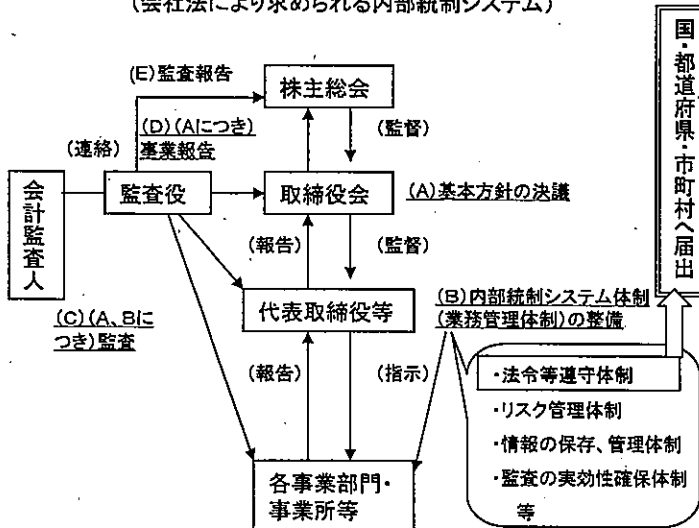 (会社法により求められる内部統制システム)
国・都道府県・市町村へ届出
(E)監査報告
株主総会
(D)(Aにつき)
事業報告
(監督)
(連絡)
会計監査人
監査役
取締役会
(A)基本方針の決議
(報告)
(監督)
(C)(A、Bに
つき)監査
代表取締役等
(B)内部統制システム体制
(業務管理体制)の整備
(報告)
(指示)
・法令等遵守体制
・リスク管理体制
・情報の保存、管理体制
・監査の実効性確保体制
等
各事業部門・
事業所等